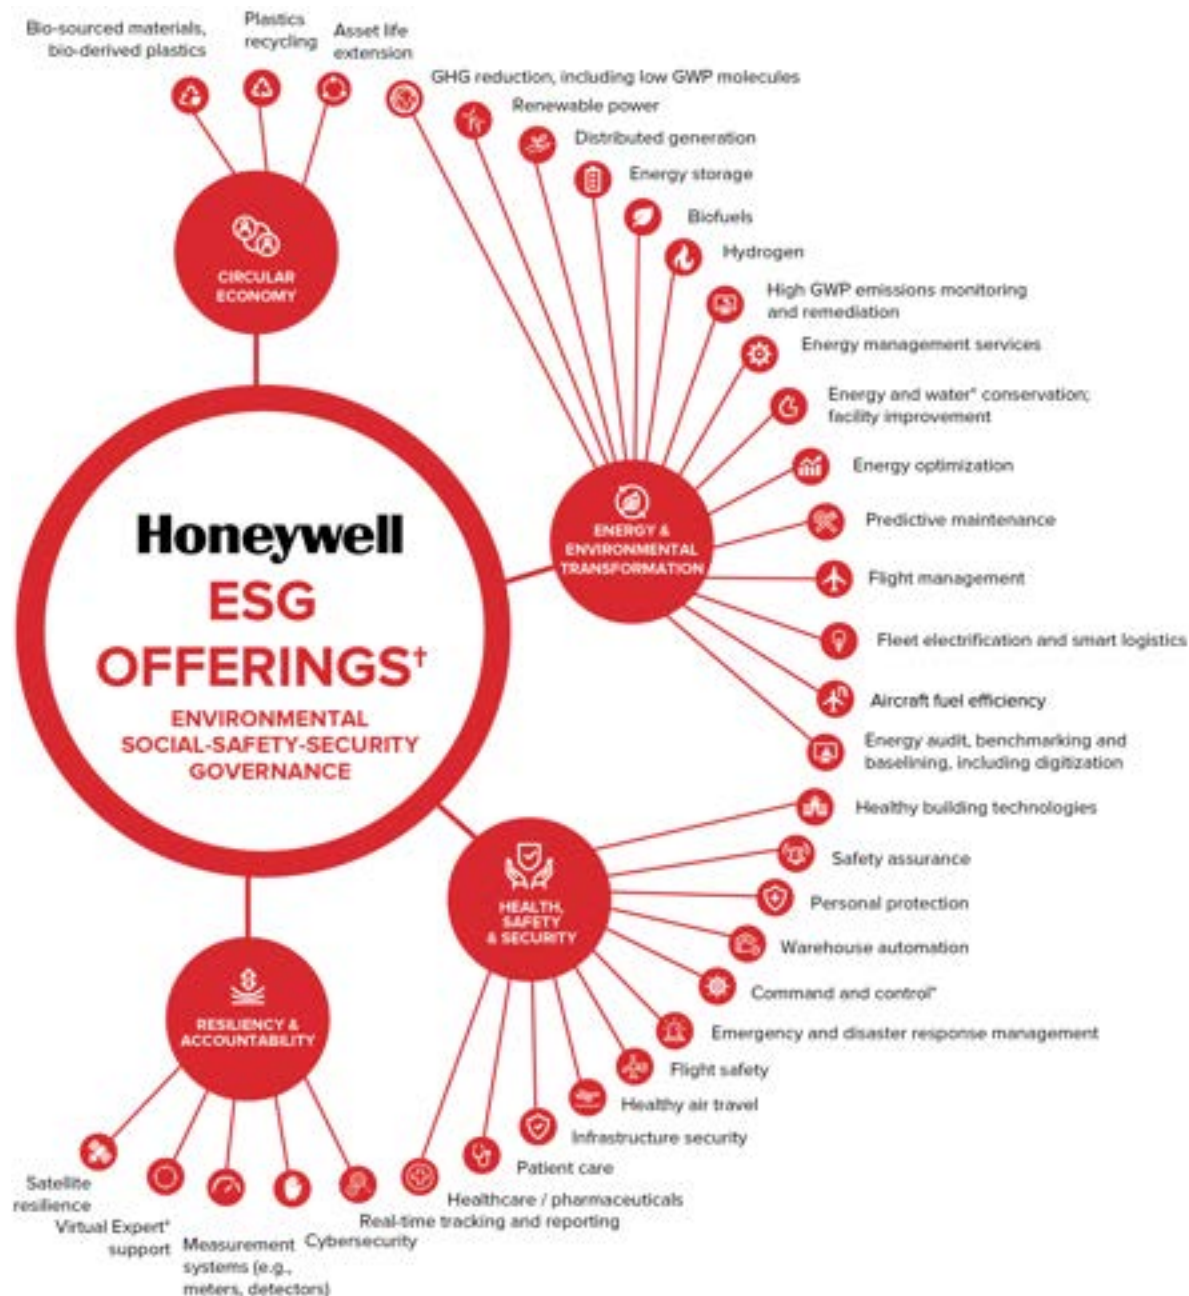 Bio-sourced materials,
bio-derived plastics
Plastics
recycling
Asset life
extension
GHG reduction, including low GWP molecules
Renewable power
Distributed generation
Energy storage
Biofuels
Hydrogen
High GWP emissions monitoring
and remediation
Energy management services
Energy and water* conservation;
facility improvement
Energy optimization
Predictive maintenance
Flight management
Fleet electrification and smart logistics
Aircraft fuel efficiency
Energy audit, benchmarking and
baselining, including digitization
CIRCULAR
ECONOMY
ENERGY &
ENVIRONMENTAL
TRANSFORMATION
Honeywell
ESG
OFFERINGS†
ENVIRONMENTAL
SOCIAL-SAFETY-SECURITY
GOVERNANCE
Healthy building technologies
Safety assurance
Personal protection
Warehouse automation
Command and control*
Emergency and disaster response management
Flight safety
Healthy air travel
Infrastructure security
Patient care
Healthcare / pharmaceuticals
HEALTH,
SAFETY
& SECURITY
RESILIENCY &
ACCOUNTABILITY
Satellite
resilience
Virtual Expert*
support
Measurement
systems (e.g.,
meters, detectors)
Cybersecurity
Real-time tracking and reporting